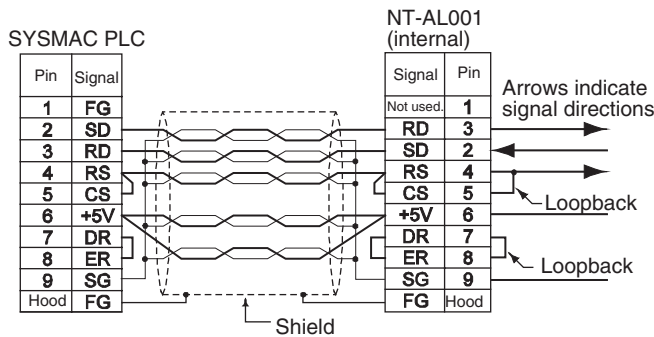 SYSMAC PLC
Pin Signal
1 FG
2 SD
3 RD
4 RS
5 CS
6 +5V
7 DR
8 ER
9 SG
Hood FG
Shield
NT-AL001
(internal)
Signal Pin
Not used. 1
RD 3
SD 2
RS 4
CS 5
+5V 6
DR 7
ER 8
SG 9
FG Hood
Arrows indicate
signal directions
Loopback
Loopback